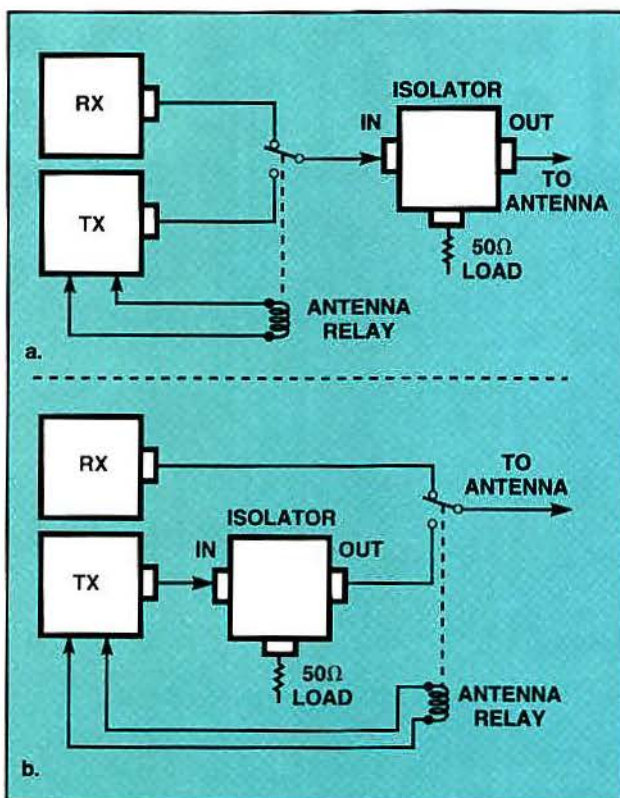 RX
ISOLATOR
IN
OUT
TX
TO
ANTENNA
50Ω
LOAD
ANTENNA
RELAY
a.
RX
TO
ANTENNA
ISOLATOR
IN
OUT
TX
50Ω
LOAD
ANTENNA
RELAY
b.